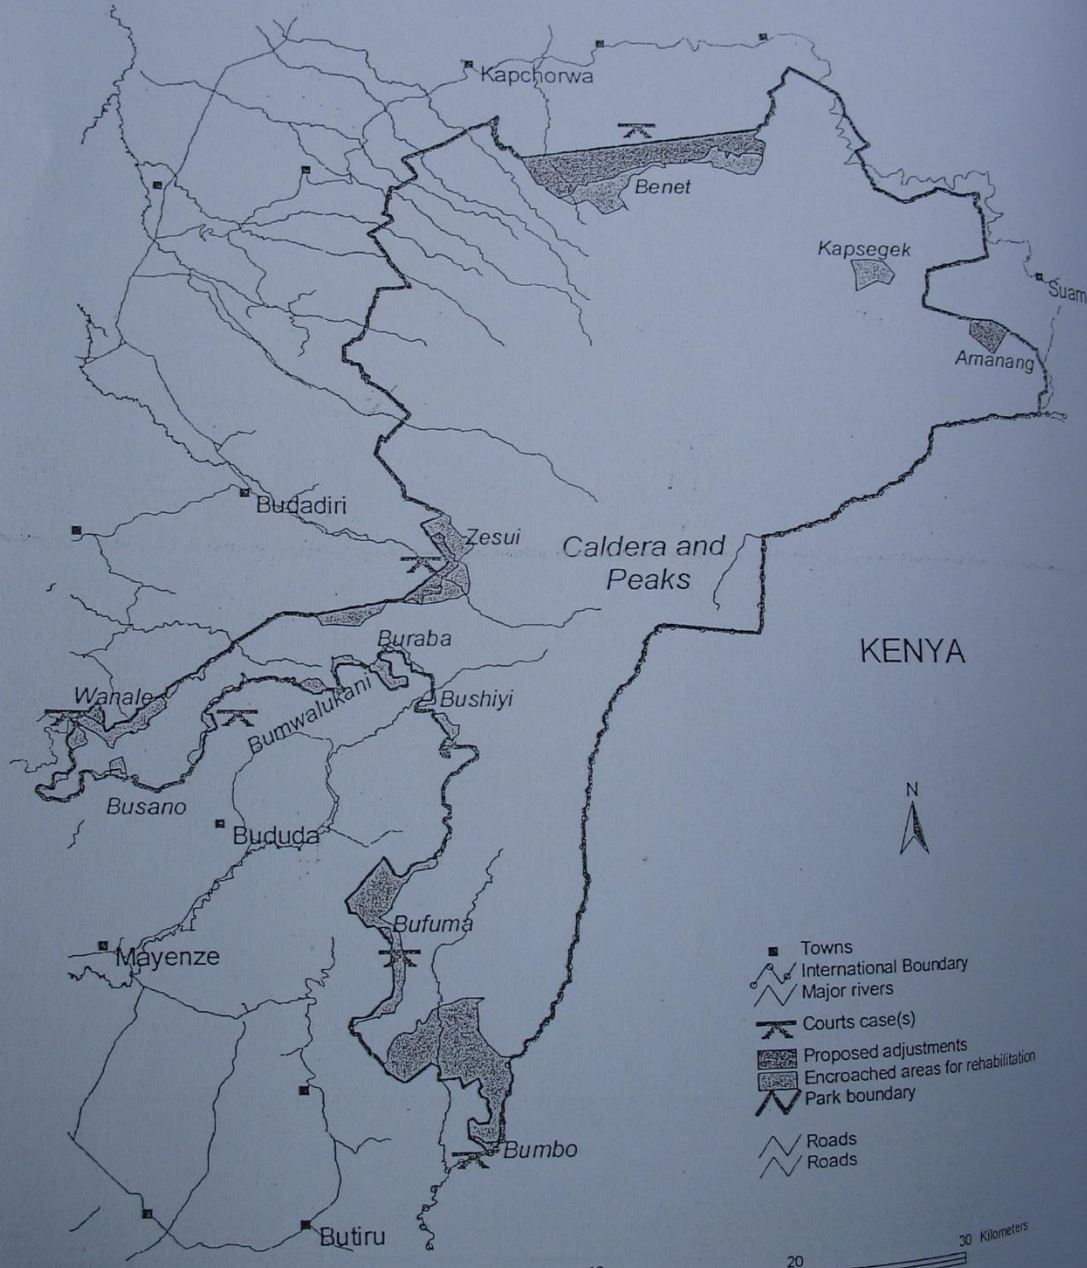 Kapchorwa
Benet
Kapsegek
Suam
Amanang
Budadiri
Zesui
Caldera and
Peaks
Buraba
KENYA
Wanale
Bushiyi
Bumwalukani
Busano
N
Bududa
Bufuma
Mayenze
Towns
International Boundary
Major rivers
Courts case(s)
Proposed adjustments
Encroached areas for rehabilitation
Park boundary
Roads
Roads
Bumbo
Butiru
20
30 Kilometers